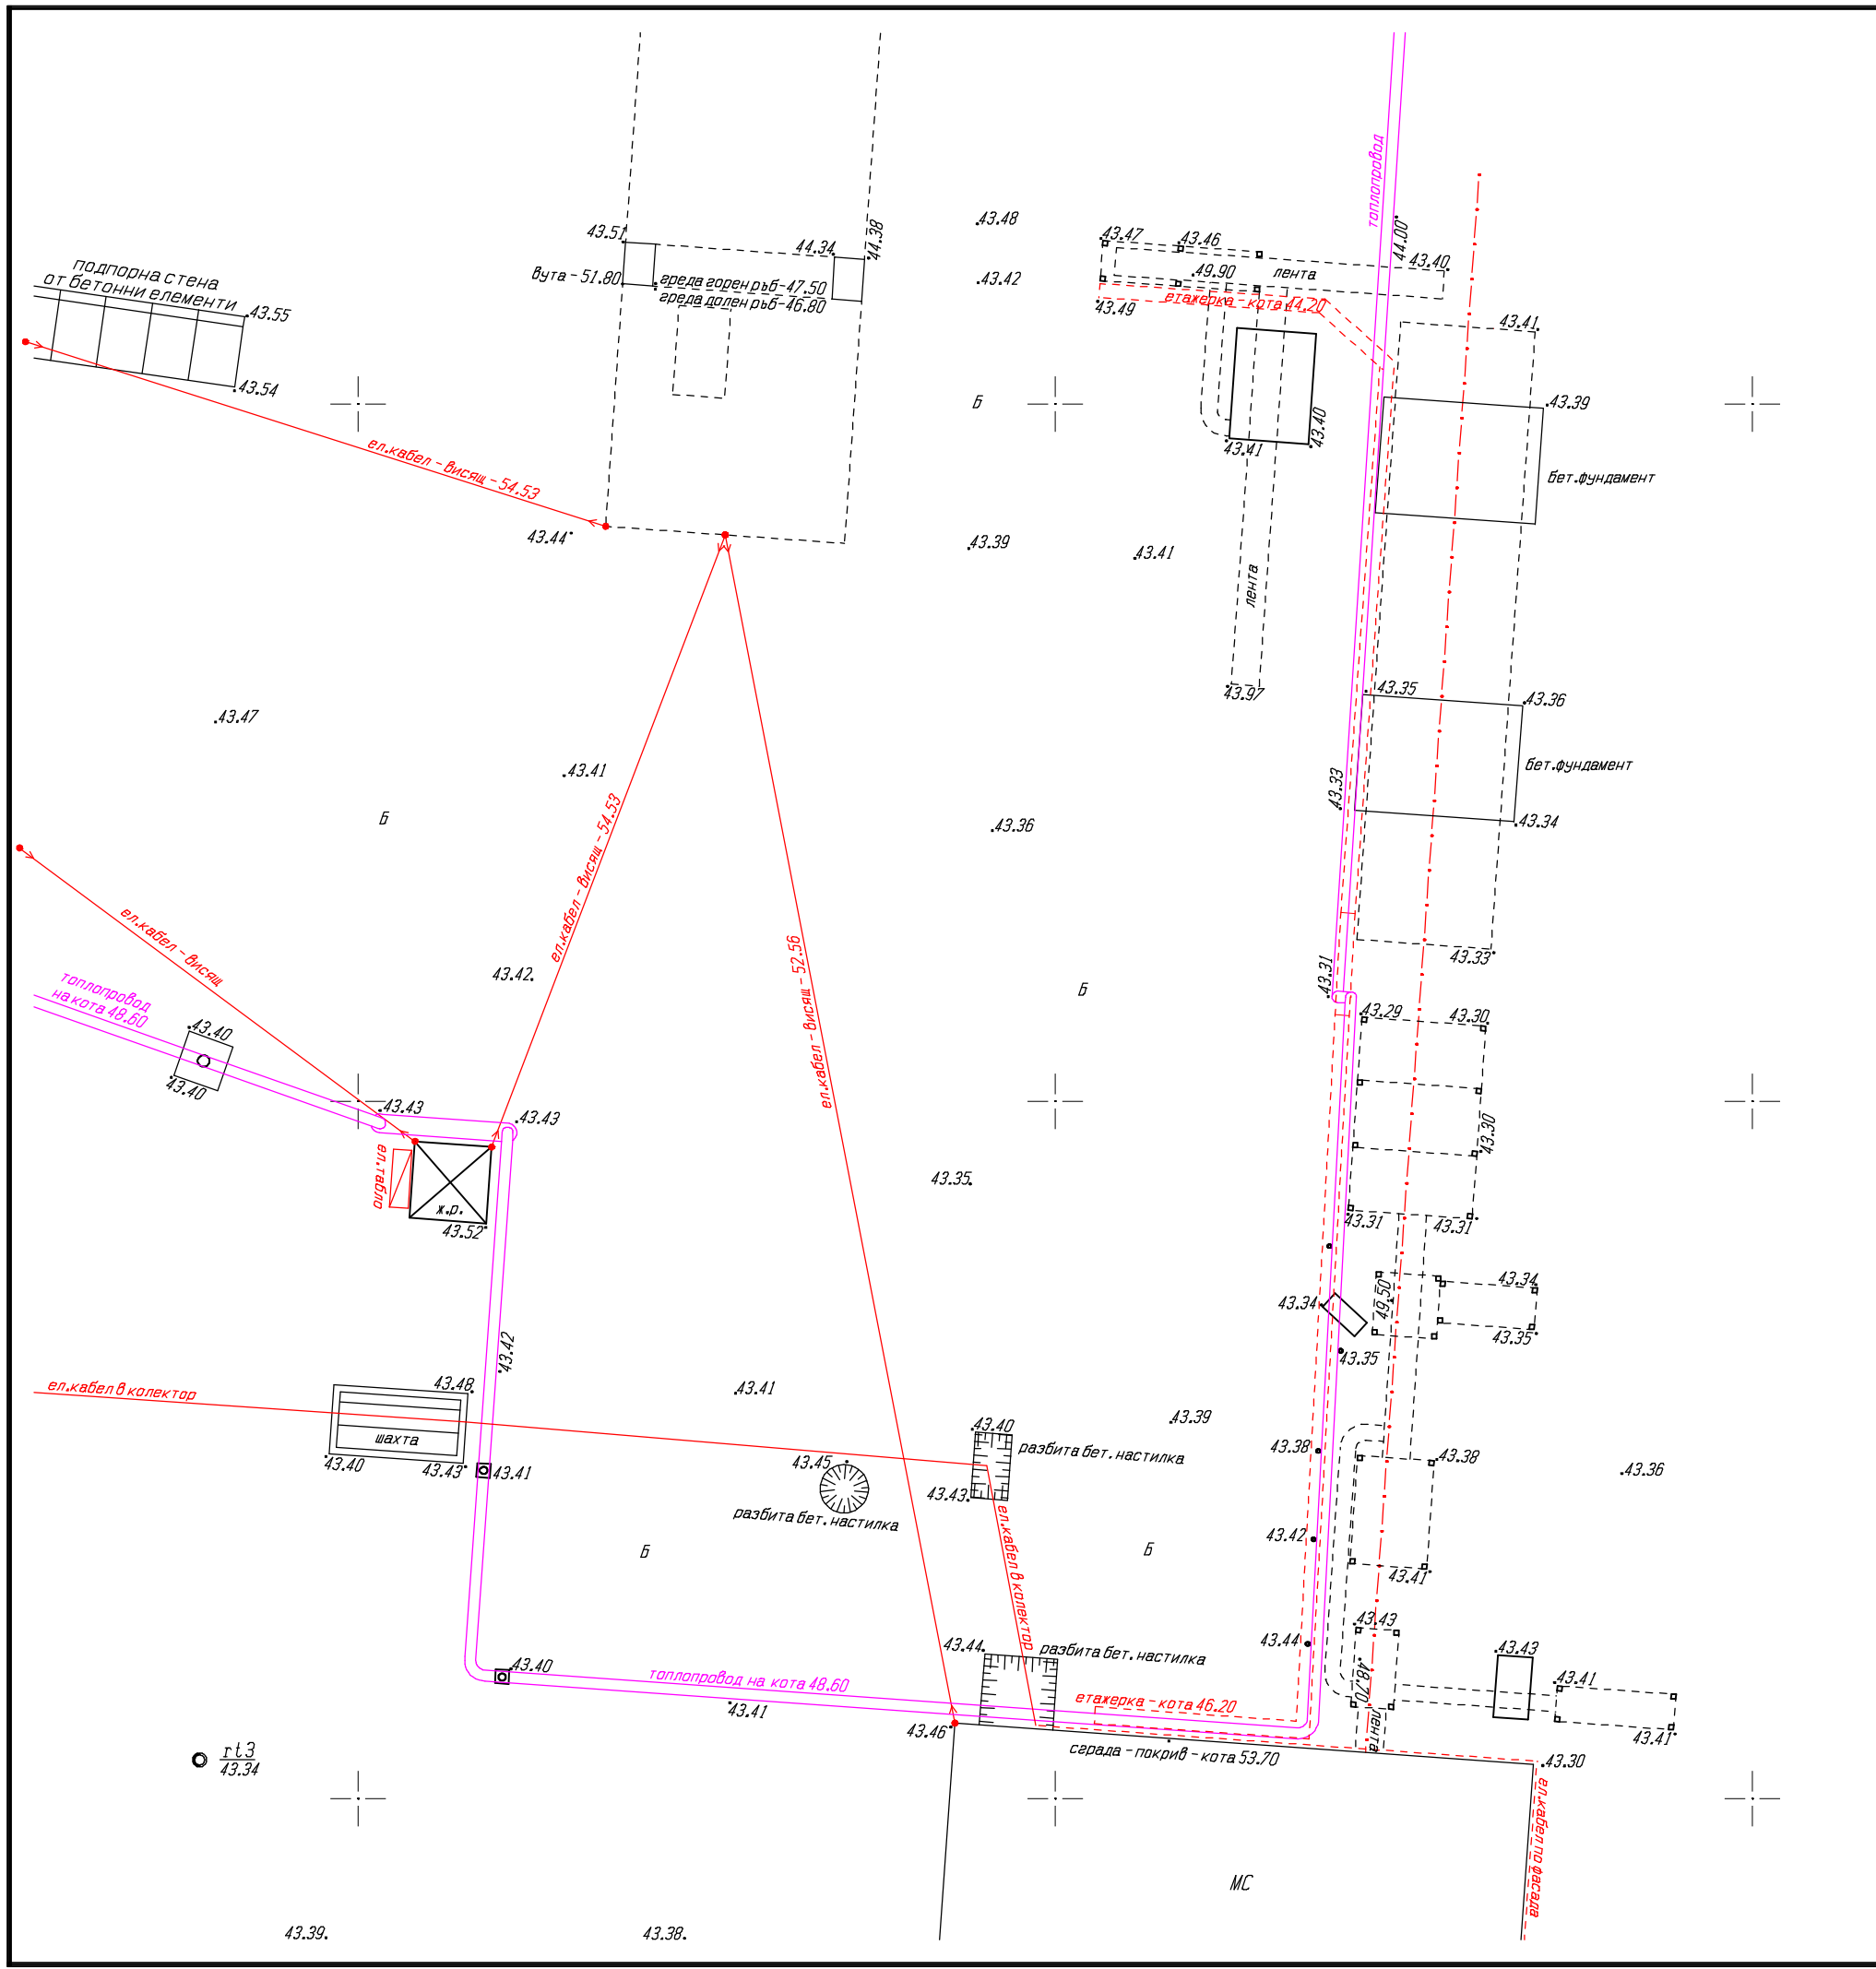 топлопровод
43.48
43.51
44.34
44.38
44.00
43.47
43.46
43.40
подпорна стена
от бетонни елементи
вута - 51.80
греда горен ръб - 47.50
греда долен ръб - 46.80
43.42
49.90
лента
етажерка - кота 44.20
43.49
43.55
43.41
43.54
Б
43.39
43.40
43.41
ел.кабел - висящ - 54.53
бет.фундамент
43.44
43.39
43.41
лента
43.35
43.97
43.36
43.47
43.41
бет.фундамент
43.33
Б
43.36
43.34
ел.кабел - висящ - 54.53
ел.кабел - висящ
ел.кабел - висящ - 52.56
43.33
43.42
43.31
топлопровод
на кота 48.60
Б
43.29
43.30
43.40
43.40
43.43
43.43
43.30
ел.табло
43.35
ж.р.
43.52
43.31
43.31
43.34
49.50
43.34
43.35
43.35
43.42
ел.кабел в колектор
43.48
43.41
43.39
43.40
шахта
43.40
43.43
43.41
43.45
разбита бет. настилка
43.38
43.38
43.36
43.43
разбита бет. настилка
ел.кабел в колектор
43.42
Б
Б
43.41
43.43
43.44
разбита бет. настилка
43.44
43.43
43.40
топлопровод на кота 48.60
48.70
43.41
43.41
етажерка - кота 46.20
43.46
лента
43.41
rt3
43.34
сграда - покрив - кота 53.70
43.30
ел.кабел по фасада
МС
43.39
43.38